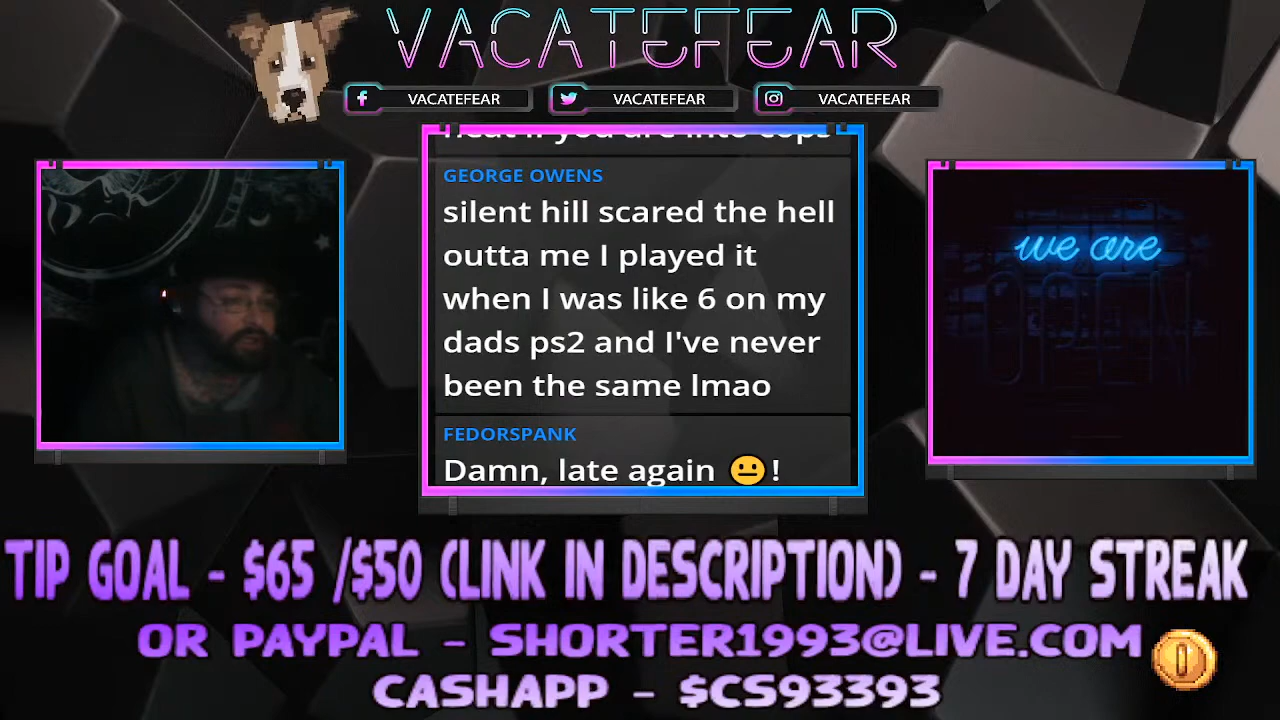 VACATEFEAR
VACATEFEAR
VACATEFEAR
VACATEFEAR
GEORGE OWENS
silent hill scared the hell
outta me I played it
when I was like 6 on my
dads ps2 and I've never
been the same lmao
FEDORSPANK
Damn, late again 😐!
we are
OPEN
TIP GOAL - $65 /$50 (LINK IN DESCRIPTION) - 7 DAY STREAK
OR PAYPAL - SHORTER1993@LIVE.COM
CASHAPP - $CS93393